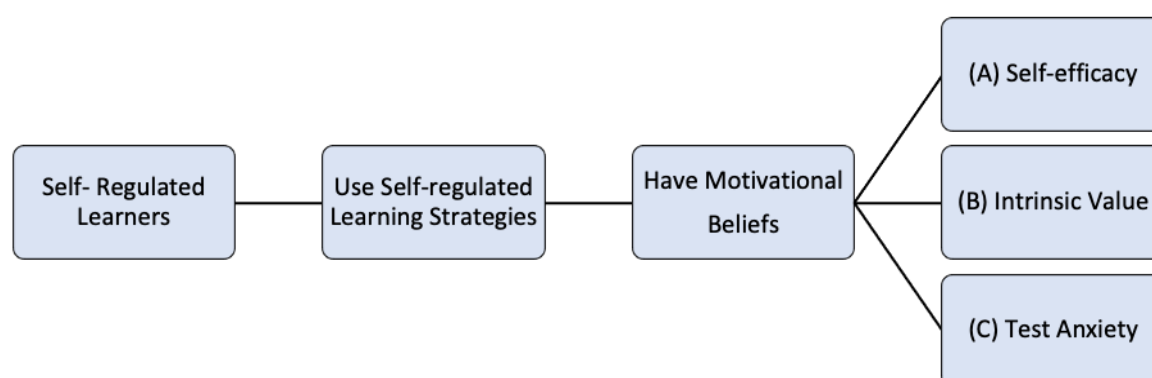 Self- Regulated
Learners
Use Self-regulated
Learning Strategies
Have Motivational
Beliefs
(A) Self-efficacy
(B) Intrinsic Value
(C) Test Anxiety